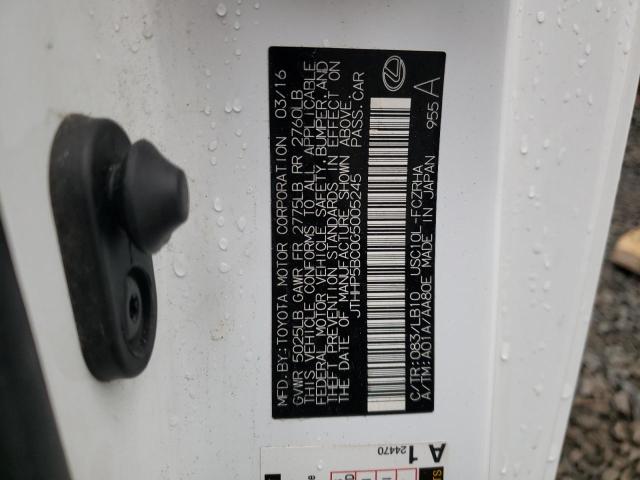 MFD.BY:TOYOTA MOTOR CORPORATION 03/16
GVWR 5025LB GAWR FR 2775LB RR 2760LB
THIS VEHICLE CONFORMS TO ALL APPLICABLE
FEDERAL MOTOR VEHICLE SAFETY, BUMPER, AND
THEFT PREVENTION STANDARDS IN EFFECT ON
THE DATE OF MANUFACTURE SHOWN ABOVE.
JTHHP5BC0G5005245 PASS.CAR
C/TR:083/LB10 USC10L-FCZRHA
A/TM:A01A/AA80E MADE IN JAPAN 955 A
A 1
24470